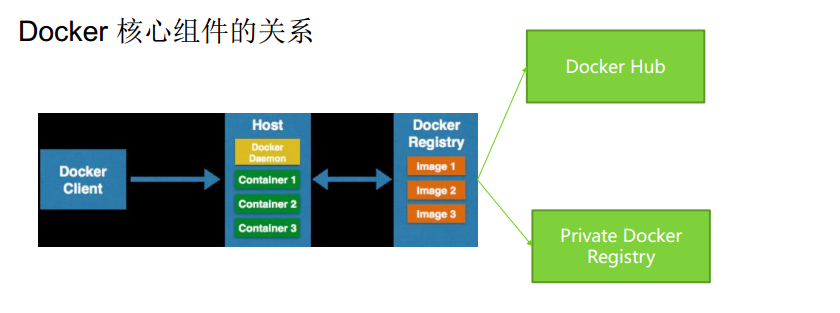 Docker 核心组件的关系
Docker Hub
Host
Docker
Registry
Docker
Daemon
Image 1
Docker
Client
Container 1
Image 2
Container 2
Image 3
Container 3
Private Docker
Registry